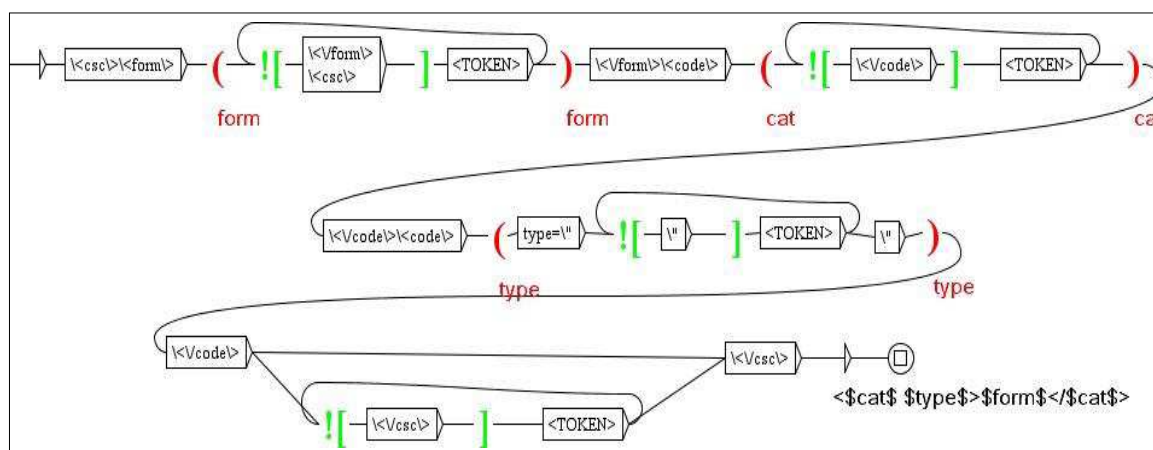 \<csc\>\<form\> ( ![ \<\/form\> ] <TOKEN> ) \<\/form\>\<code\> ( ![ \<\/code\> ] <TOKEN> )
\<csc\>
form form cat ca
\<\/code\>\<code\> ( type=\" ![ \" ] <TOKEN> \" )
type type
\<\/code\> \<\/csc\>
<$cat$ $type$>$form$</$cat$>
![ \<\/csc\> ] <TOKEN>